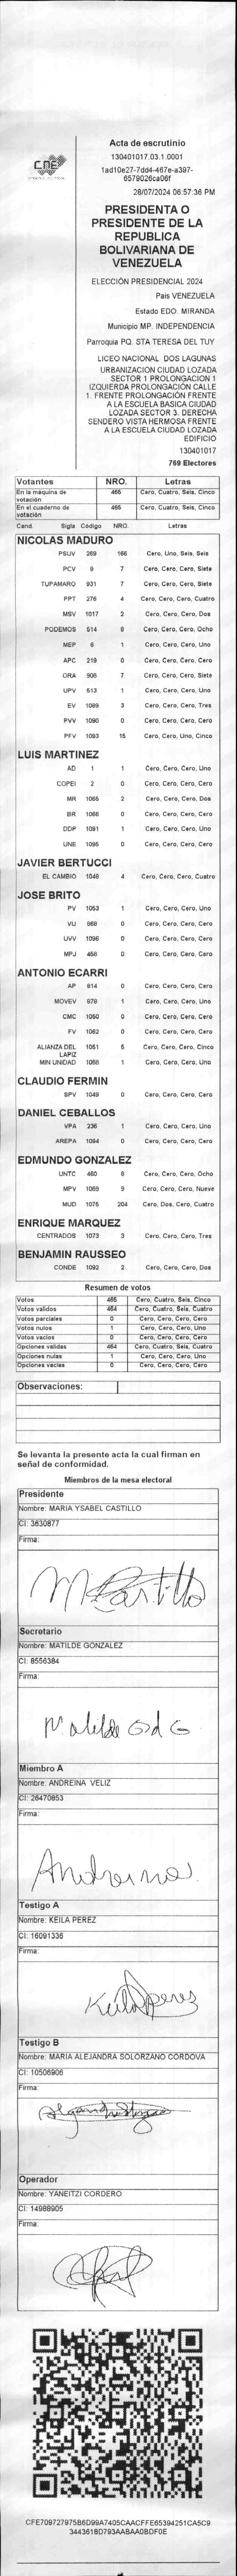 CNE
Acta de escrutinio
130401017.03.1.0001
1ad10e27-7dd4-467e-a397-
6579026ca06f
28/07/2024 06:57:36 PM
PRESIDENTA O
PRESIDENTE DE LA
REPUBLICA
BOLIVARIANA DE
VENEZUELA
ELECCIÓN PRESIDENCIAL 2024
Pais VENEZUELA
Estado EDO. MIRANDA
Municipio MP. INDEPENDENCIA
Parroquia PQ. STA TERESA DEL TUY
LICEO NACIONAL DOS LAGUNAS
URBANIZACION CIUDAD LOZADA
SECTOR 1 PROLONGACION 1
IZQUIERDA PROLONGACIÓN CALLE
1. FRENTE PROLONGACIÓN FRENTE
A LA ESCUELA BASICA CIUDAD
LOZADA SECTOR 3. DERECHA
SENDERO VISTA HERMOSA FRENTE
A LA ESCUELA CIUDAD LOZADA
EDIFICIO
130401017
769 Electores
Votantes NRO. Letras
En la máquina de votación 465 Cero, Cuatro, Seis, Cinco
En el cuaderno de votación 465 Cero, Cuatro, Seis, Cinco
Cand. Sigla Código NRO. Letras
NICOLAS MADURO
PSUV 269 166 Cero, Uno, Seis, Seis
PCV 9 7 Cero, Cero, Cero, Siete
TUPAMARO 931 7 Cero, Cero, Cero, Siete
PPT 276 4 Cero, Cero, Cero, Cuatro
MSV 1017 2 Cero, Cero, Cero, Dos
PODEMOS 514 8 Cero, Cero, Cero, Ocho
MEP 6 1 Cero, Cero, Cero, Uno
APC 219 0 Cero, Cero, Cero, Cero
ORA 906 7 Cero, Cero, Cero, Siete
UPV 513 1 Cero, Cero, Cero, Uno
EV 1089 3 Cero, Cero, Cero, Tres
PVV 1090 0 Cero, Cero, Cero, Cero
PFV 1093 15 Cero, Cero, Uno, Cinco
LUIS MARTINEZ
AD 1 1 Cero, Cero, Cero, Uno
COPEI 2 0 Cero, Cero, Cero, Cero
MR 1065 2 Cero, Cero, Cero, Dos
BR 1066 0 Cero, Cero, Cero, Cero
DDP 1091 1 Cero, Cero, Cero, Uno
UNE 1095 0 Cero, Cero, Cero, Cero
JAVIER BERTUCCI
EL CAMBIO 1048 4 Cero, Cero, Cero, Cuatro
JOSE BRITO
PV 1053 1 Cero, Cero, Cero, Uno
VU 868 0 Cero, Cero, Cero, Cero
UVV 1096 0 Cero, Cero, Cero, Cero
MPJ 458 0 Cero, Cero, Cero, Cero
ANTONIO ECARRI
AP 814 0 Cero, Cero, Cero, Cero
MOVEV 978 1 Cero, Cero, Cero, Uno
CMC 1050 0 Cero, Cero, Cero, Cero
FV 1062 0 Cero, Cero, Cero, Cero
ALIANZA DEL LAPIZ 1051 5 Cero, Cero, Cero, Cinco
MIN UNIDAD 1058 1 Cero, Cero, Cero, Uno
CLAUDIO FERMIN
SPV 1049 0 Cero, Cero, Cero, Cero
DANIEL CEBALLOS
VPA 236 1 Cero, Cero, Cero, Uno
AREPA 1094 0 Cero, Cero, Cero, Cero
EDMUNDO GONZALEZ
UNTC 460 8 Cero, Cero, Cero, Ocho
MPV 1069 9 Cero, Cero, Cero, Nueve
MUD 1075 204 Cero, Dos, Cero, Cuatro
ENRIQUE MARQUEZ
CENTRADOS 1073 3 Cero, Cero, Cero, Tres
BENJAMIN RAUSSEO
CONDE 1092 2 Cero, Cero, Cero, Dos
Resumen de votos
Votos 465 Cero, Cuatro, Seis, Cinco
Votos validos 464 Cero, Cuatro, Seis, Cuatro
Votos parciales 0 Cero, Cero, Cero, Cero
Votos nulos 1 Cero, Cero, Cero, Uno
Votos vacios 0 Cero, Cero, Cero, Cero
Opciones validas 464 Cero, Cuatro, Seis, Cuatro
Opciones nulas 1 Cero, Cero, Cero, Uno
Opciones vacias 0 Cero, Cero, Cero, Cero
Observaciones:
Se levanta la presente acta la cual firman en
señal de conformidad.
Miembros de la mesa electoral
Presidente
Nombre: MARIA YSABEL CASTILLO
CI: 3630877
Firma:
M Castillo
Secretario
Nombre: MATILDE GONZALEZ
CI: 8556384
Firma:
Miembro A
Nombre: ANDREINA VELIZ
CI: 26470853
Firma:
Andreina
Testigo A
Nombre: KEILA PEREZ
CI: 16091336
Firma:
Keila Perez
Testigo B
Nombre: MARIA ALEJANDRA SOLORZANO CORDOVA
CI: 10506906
Firma:
Operador
Nombre: YANEITZI CORDERO
CI: 14988905
Firma:
CFE709727975B6D99A7405CAACFFE65394251CA5C9
3443618D793AABAA0BDF0E